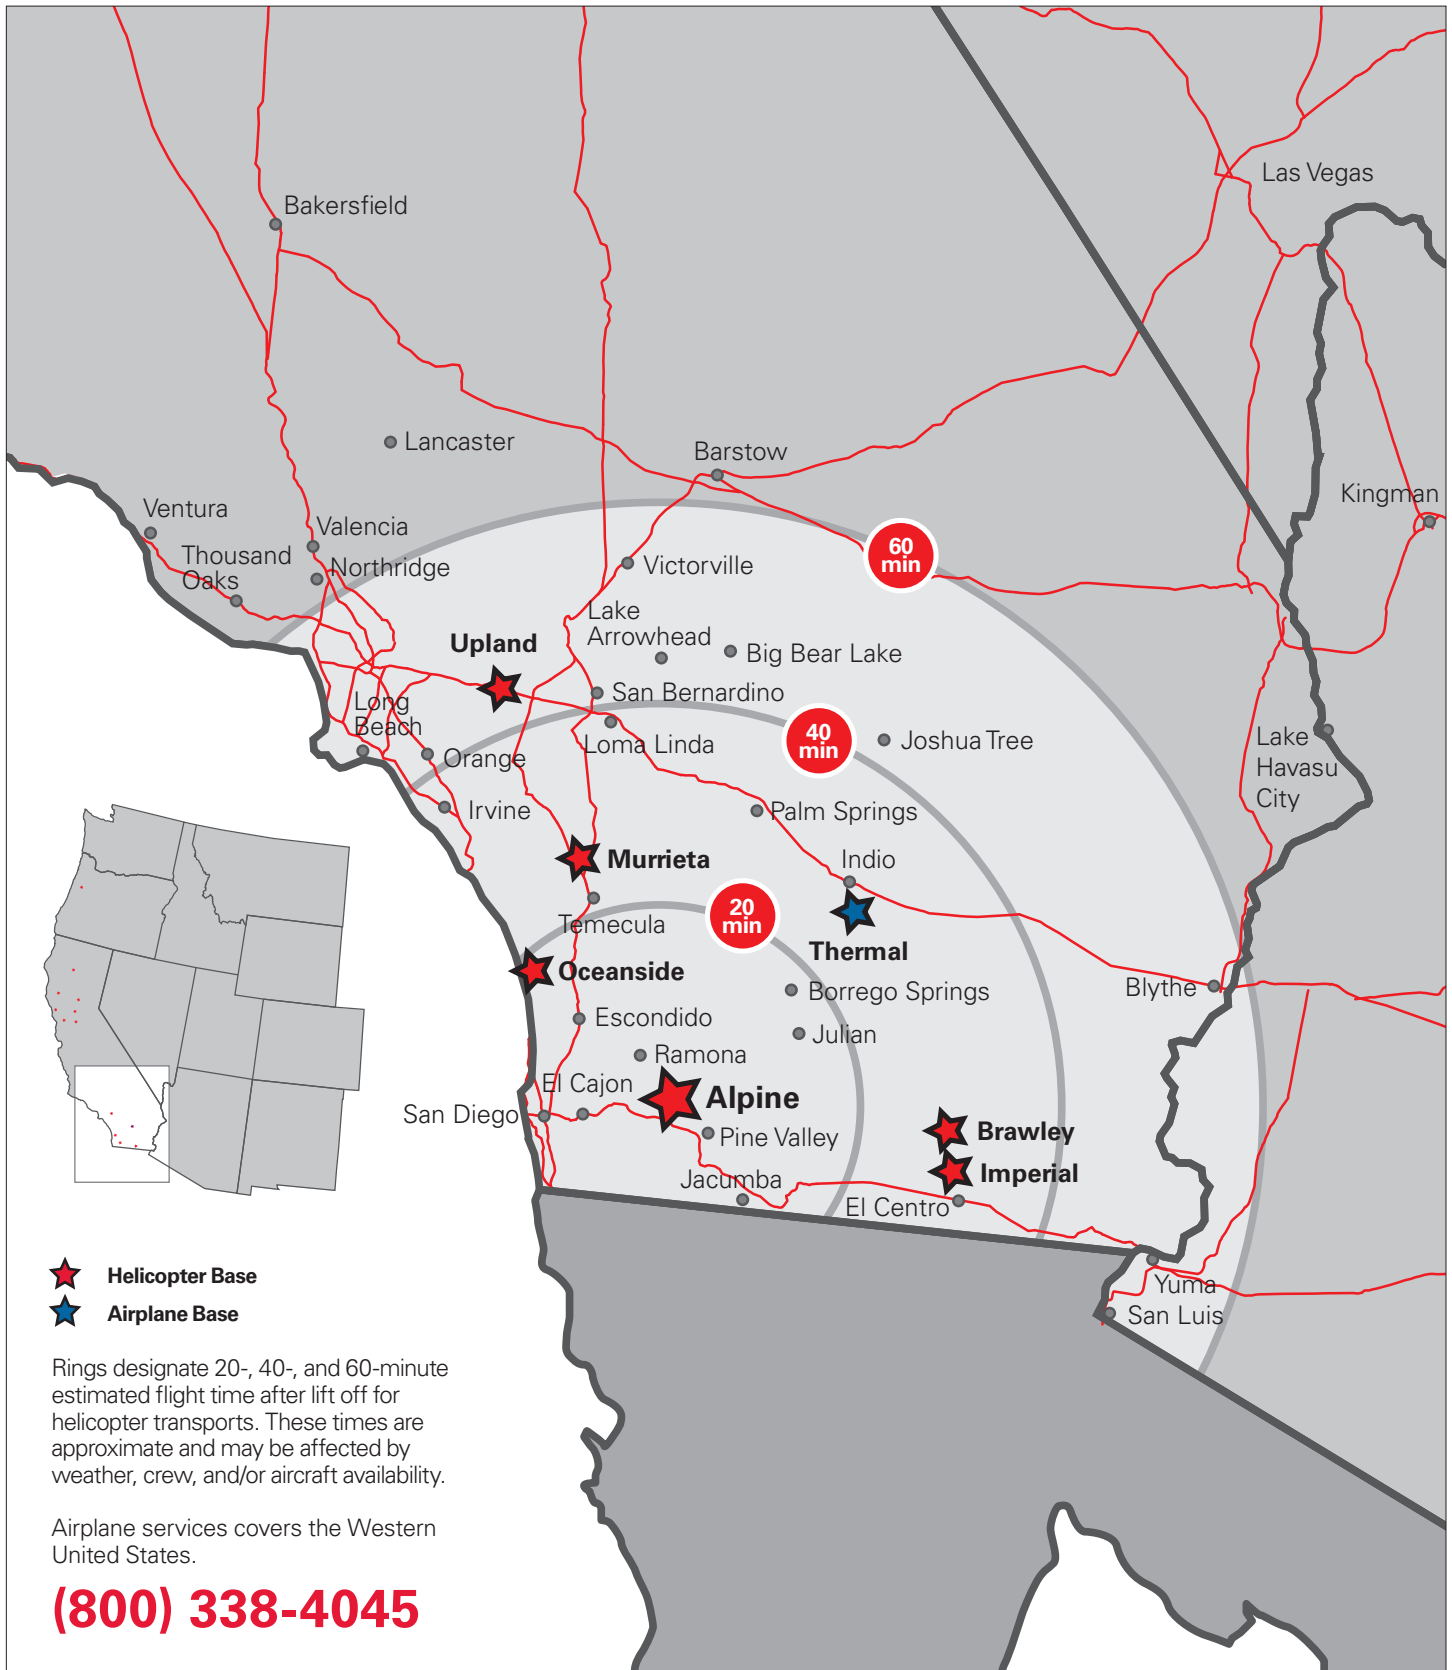 Las Vegas
Bakersfield
Lancaster
Barstow
Kingman
Ventura
Valencia
Thousand
Oaks
Northridge
60
min
Victorville
Lake
Arrowhead
Upland
Big Bear Lake
San Bernardino
Long
Beach
40
min
Joshua Tree
Lake
Havasu
City
Loma Linda
Orange
Irvine
Palm Springs
Murrieta
Indio
20
min
Temecula
Thermal
Oceanside
Borrego Springs
Blythe
Escondido
Julian
Ramona
El Cajon
Alpine
San Diego
Pine Valley
Brawley
Imperial
Jacumba
El Centro
Yuma
San Luis
Helicopter Base
Airplane Base
Rings designate 20-, 40-, and 60-minute
estimated flight time after lift off for
helicopter transports. These times are
approximate and may be affected by
weather, crew, and/or aircraft availability.
Airplane services covers the Western
United States.
(800) 338-4045